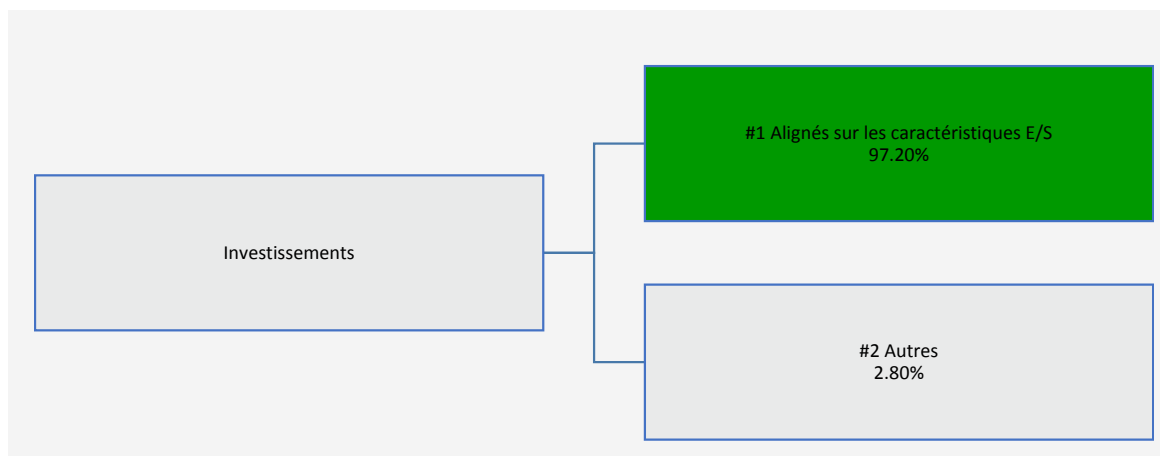 #1 Alignés sur les caractéristiques E/S
97.20%
Investissements
#2 Autres
2.80%